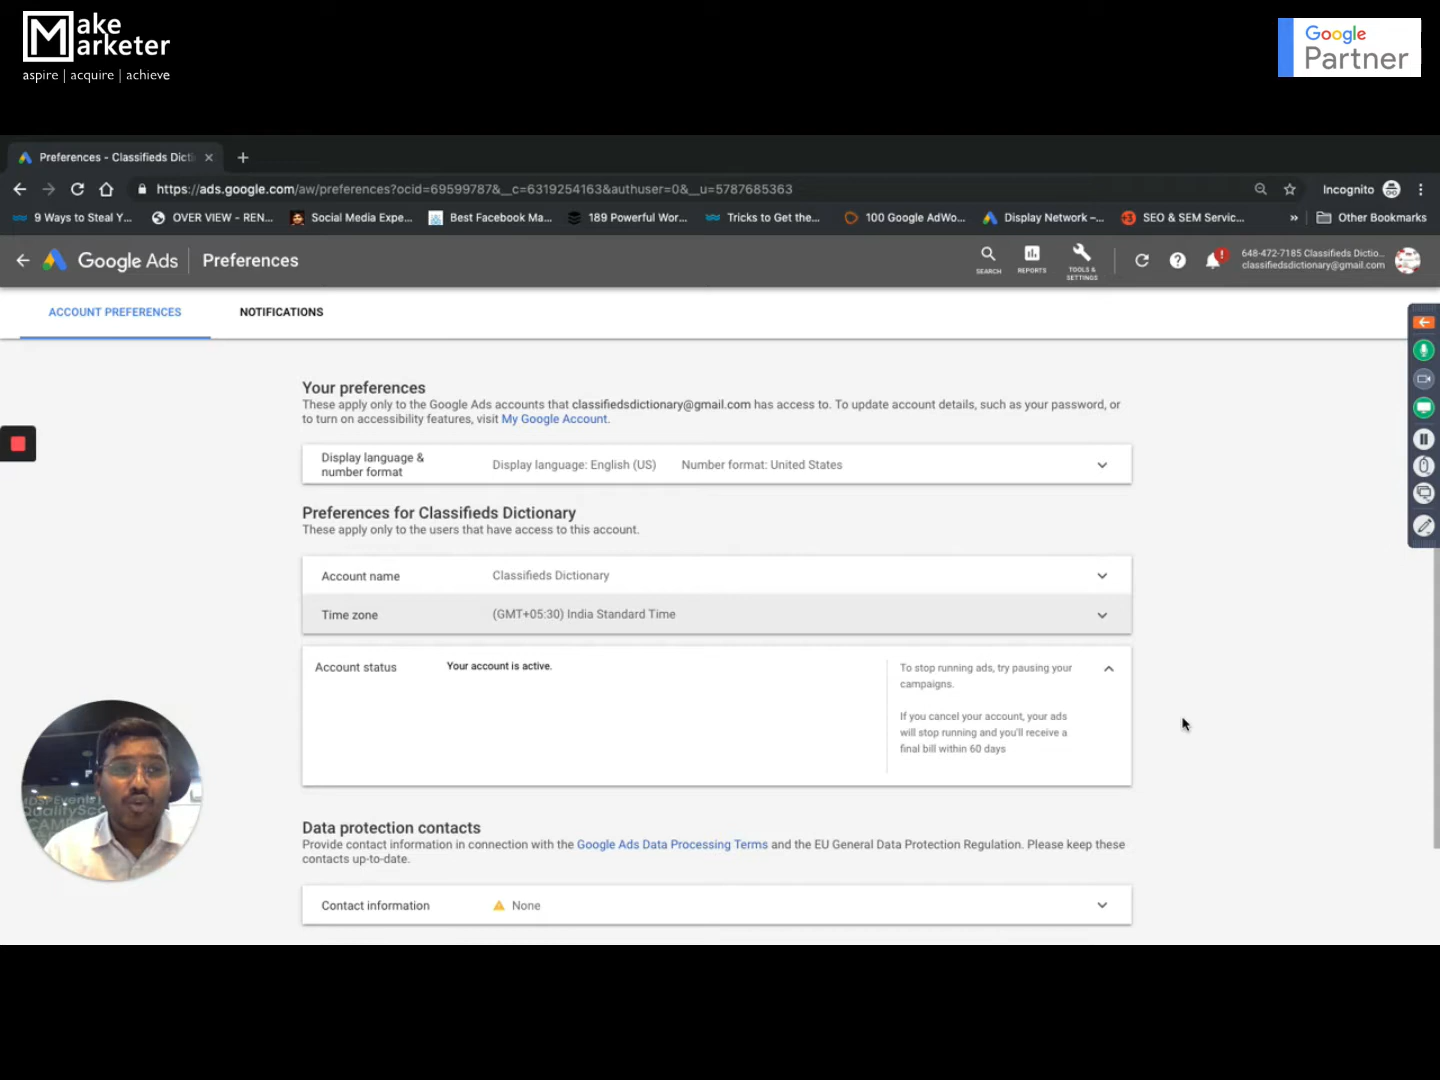 Make
Marketer
aspire | acquire | achieve
Google
Partner
Preferences - Classifieds Dicti
https://ads.google.com/aw/preferences?ocid=69599787&__c=6319254163&authuser=0&__u=5787685363
Incognito
9 Ways to Steal Y...
OVER VIEW - REN...
Social Media Expe...
Best Facebook Ma...
189 Powerful Wor...
Tricks to Get the...
100 Google AdWo...
Display Network –...
SEO & SEM Servic...
»
Other Bookmarks
Google Ads
Preferences
SEARCH
REPORTS
TOOLS &
SETTINGS
648-472-7185 Classifieds Dictio...
classifiedsdictionary@gmail.com
ACCOUNT PREFERENCES
NOTIFICATIONS
Your preferences
These apply only to the Google Ads accounts that classifiedsdictionary@gmail.com has access to. To update account details, such as your password, or
to turn on accessibility features, visit My Google Account.
Display language &
number format
Display language: English (US)
Number format: United States
Preferences for Classifieds Dictionary
These apply only to the users that have access to this account.
Account name
Classifieds Dictionary
Time zone
(GMT+05:30) India Standard Time
Account status
Your account is active.
To stop running ads, try pausing your
campaigns.
If you cancel your account, your ads
will stop running and you'll receive a
final bill within 60 days
Data protection contacts
Provide contact information in connection with the Google Ads Data Processing Terms and the EU General Data Protection Regulation. Please keep these
contacts up-to-date.
Contact information
None